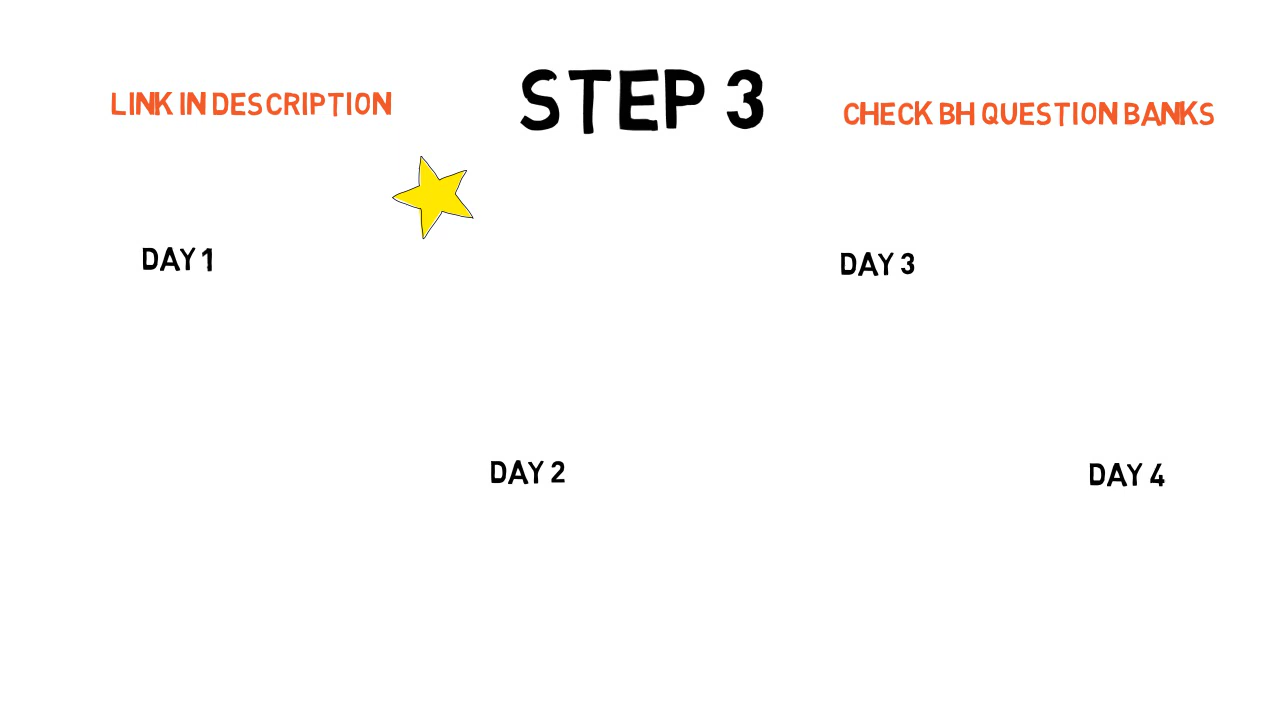 STEP 3
LINK IN DESCRIPTION
CHECK BH QUESTION BANKS
DAY 1
DAY 3
DAY 2
DAY 4